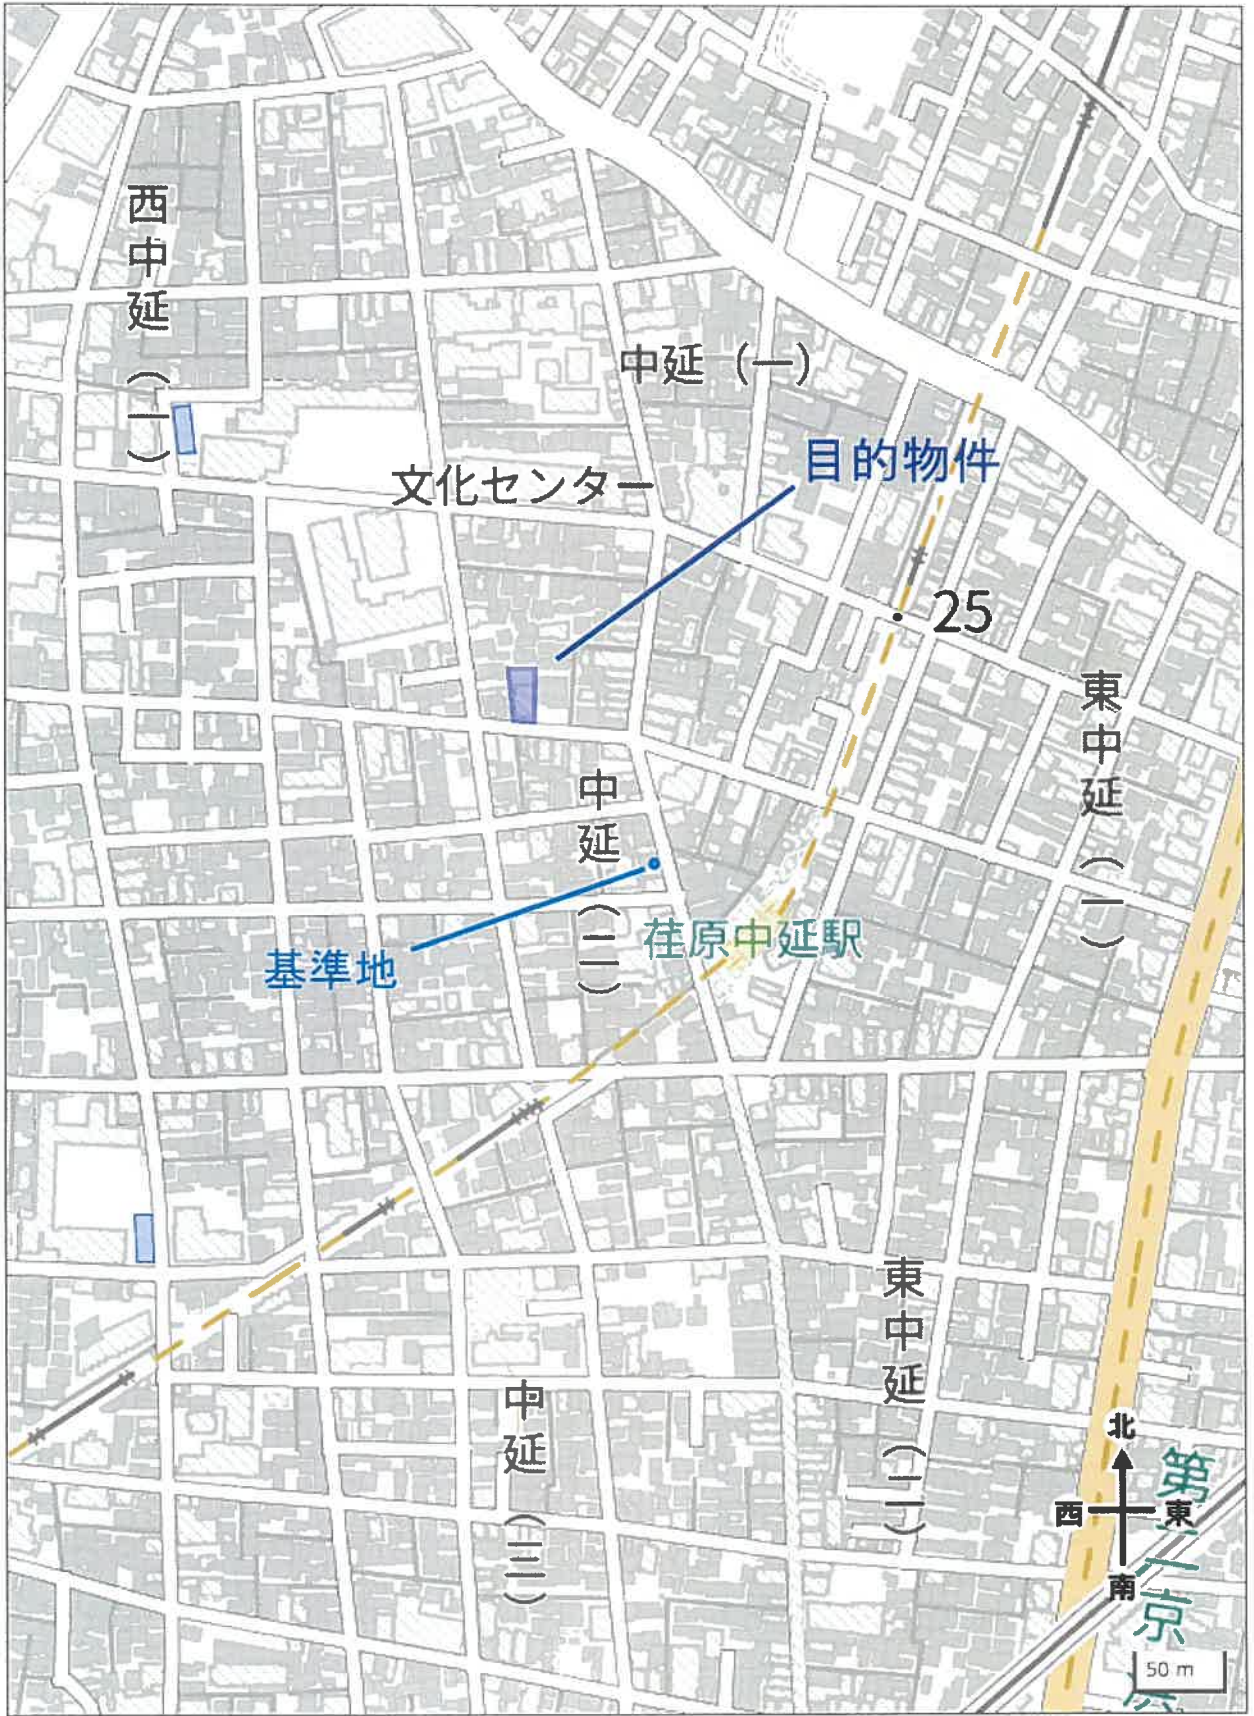 西中延（一）
中延（一）
目的物件
文化センター
25
東中延（一）
中延（二）
荏原中延駅
基準地
東中延（二）
中延（三）
北
西
東
南
第二京
50 m